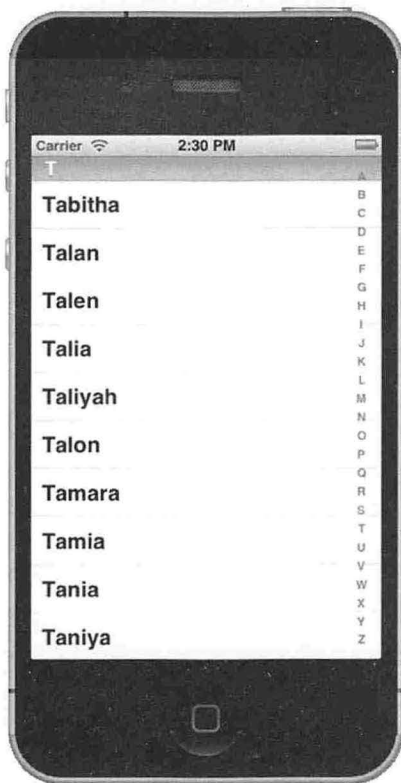 Carrier 2:30 PM
T
A
Tabitha
B
C
Talan
D
E
F
Talen
G
H
I
Talia
J
K
L
Taliyah
M
N
Talon
O
P
Q
Tamara
R
S
Tamia
T
U
V
Tania
W
X
Y
Taniya
Z